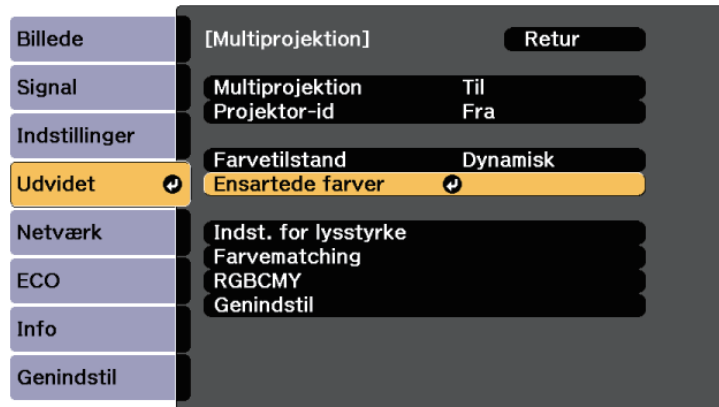 Billede
Signal
Indstillinger
Udvidet
Netværk
ECO
Info
Genindstil
[Multiprojektion] Retur
Multiprojektion Til
Projektor-id Fra
Farvetilstand Dynamisk
Ensartede farver
Indst. for lysstyrke
Farvematching
RGBCMY
Genindstil